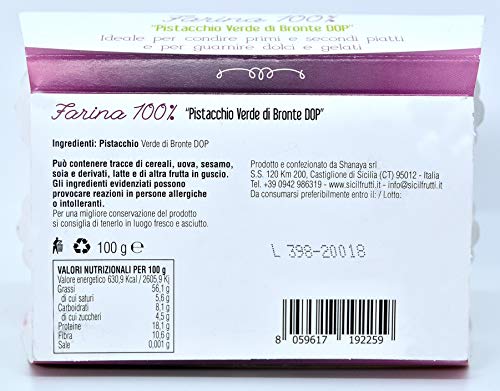 Farina 100%
"Pistacchio Verde di Bronte DOP"
Ideale per condire primi e secondi piatti
e per guarnire dolci e gelati
Farina 100% "Pistacchio Verde di Bronte DOP"
Ingredienti: Pistacchio Verde di Bronte DOP
Può contenere tracce di cereali, uova, sesamo,
soia e derivati, latte e di altra frutta in guscio.
Gli ingredienti evidenziati possono
provocare reazioni in persone allergiche
o intolleranti.
Per una migliore conservazione del prodotto
si consiglia di tenerlo in luogo fresco e asciutto.
Prodotto e confezionato da Shanaya srl
S.S. 120 Km 200, Castiglione di Sicilia (CT) 95012 - Italia
Tel. +39 0942 986319 - www.sicilfrutti.it - info@sicilfrutti.it
Da consumarsi preferibilmente entro il: / Lotto:
100 g e
L 398-20018
VALORI NUTRIZIONALI PER 100 g
Valore energetico 630,9 Kcal / 2605,9 Kj
Grassi 56,1 g
di cui saturi 5,6 g
Carboidrati 8,1 g
di cui zuccheri 4,5 g
Proteine 18,1 g
Fibra 10,6 g
Sale 0,001 g
8 059617 192259